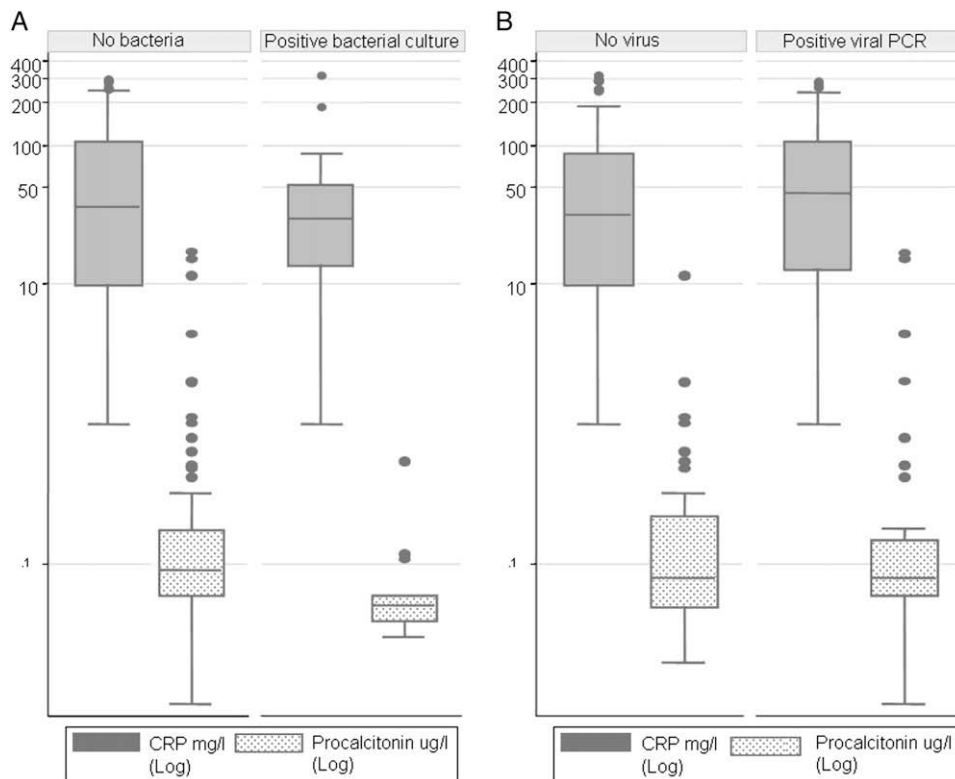 A
B
No bacteria
Positive bacterial culture
No virus
Positive viral PCR
400
300
200
100
50
10
.1
400
300
200
100
50
10
.1
CRP mg/l
(Log)
Procalcitonin ug/l
(Log)
CRP mg/l
(Log)
Procalcitonin ug/l
(Log)